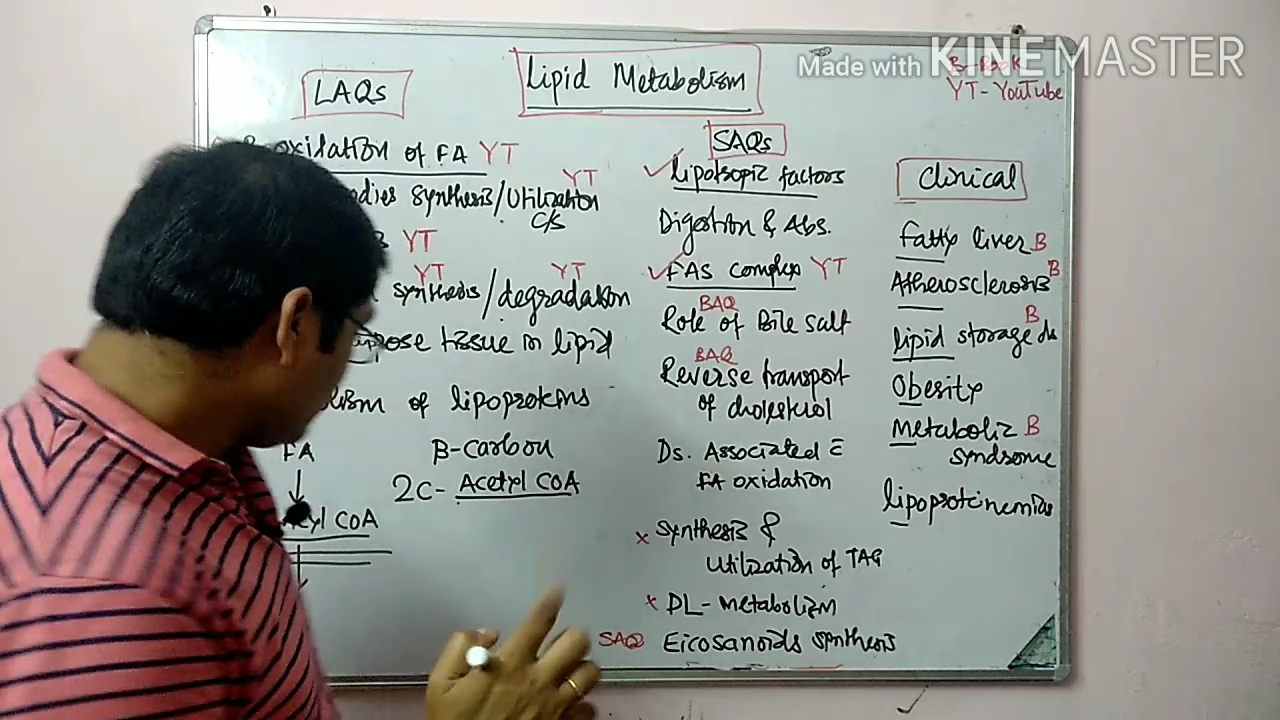 Made with KINEMASTER
B-Book
YT-YouTube
Lipid Metabolism
LAQs
oxidation of FA YT
YT
synthesis/Utilization
C/s
YT
YT YT
synthesis/degradation
tissue in lipid
of lipoproteins
FA
B-Carbon
2C- Acetyl COA
COA
SAQs
✓ Lipotropic factors
Digestion & Abs.
✓ FAS complex YT
BAQ
Role of Bile salt
BAQ
Reverse transport
of cholesterol
Ds. Associated c̄
FA oxidation
x Synthesis &
Utilization of TAG
x PL-metabolism
SAQ Eicosanoids synthesis
Clinical
Fatty liver B
Atherosclerosis B
B
lipid storage ds
Obesity
Metabolic B
Syndrome
lipoproteinemias